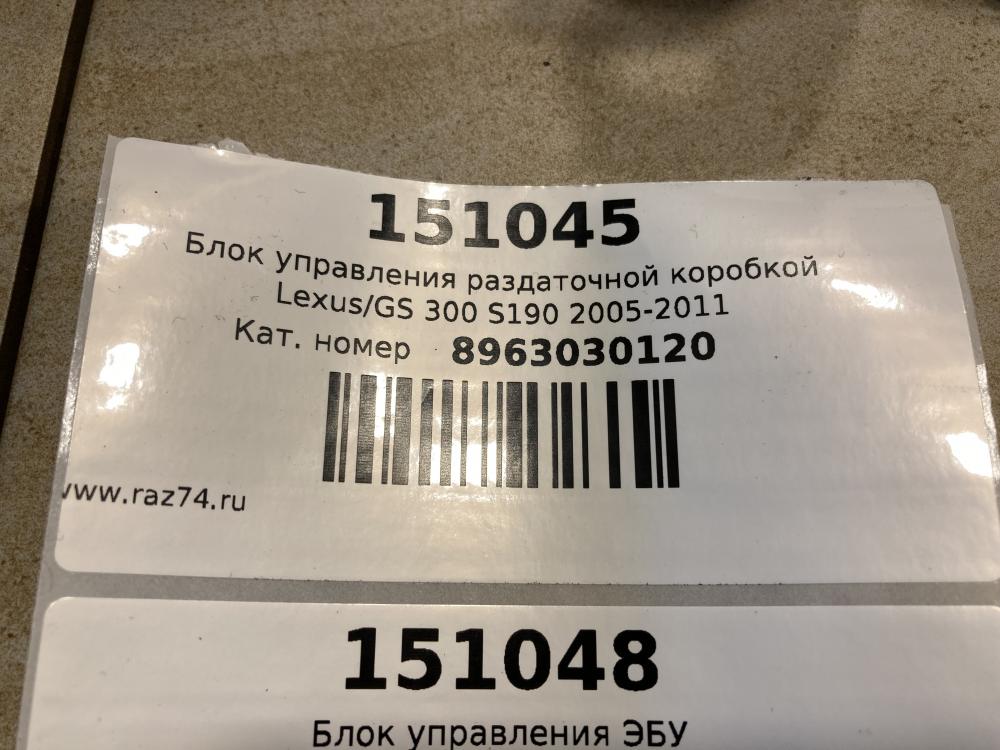 151045
Блок управления раздаточной коробкой
Lexus/GS 300 S190 2005-2011
Кат. номер 8963030120
www.raz74.ru
151048
Блок управления ЭБУ